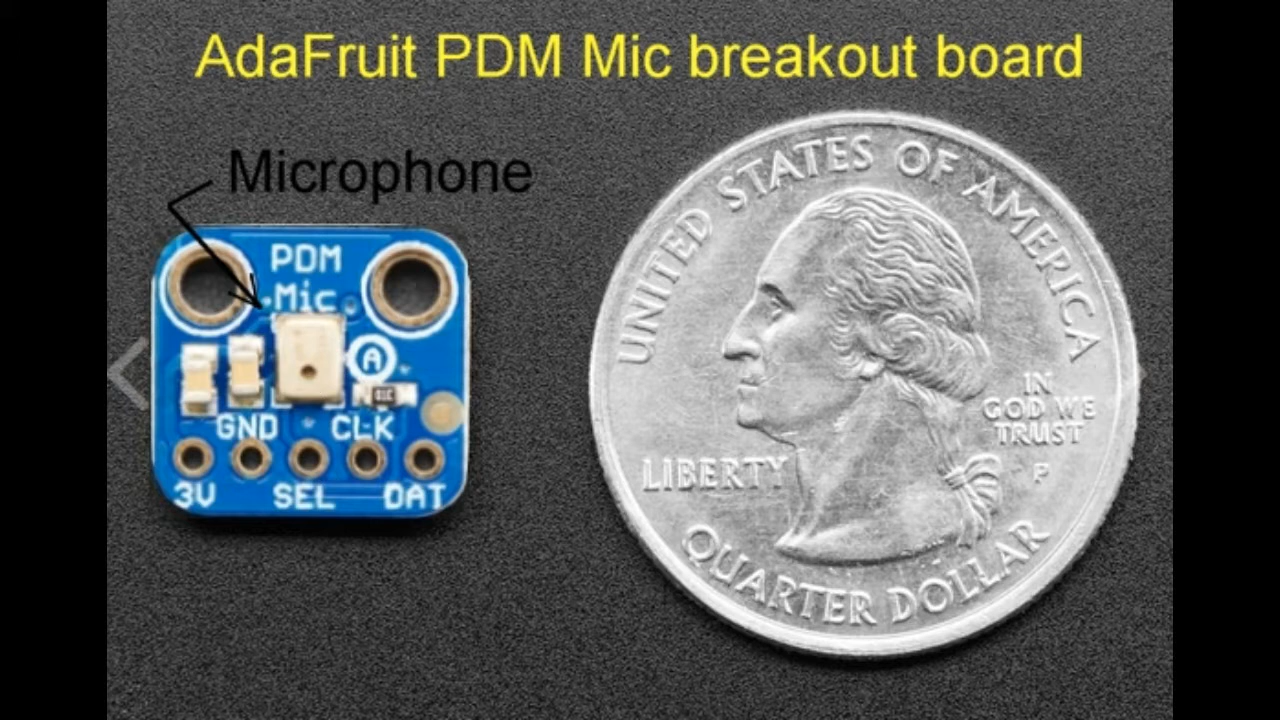 AdaFruit PDM Mic breakout board
Microphone
PDM
Mic
A
GND CLK
3V SEL DAT
UNITED STATES OF AMERICA
IN
GOD WE
TRUST
P
LIBERTY
QUARTER DOLLAR